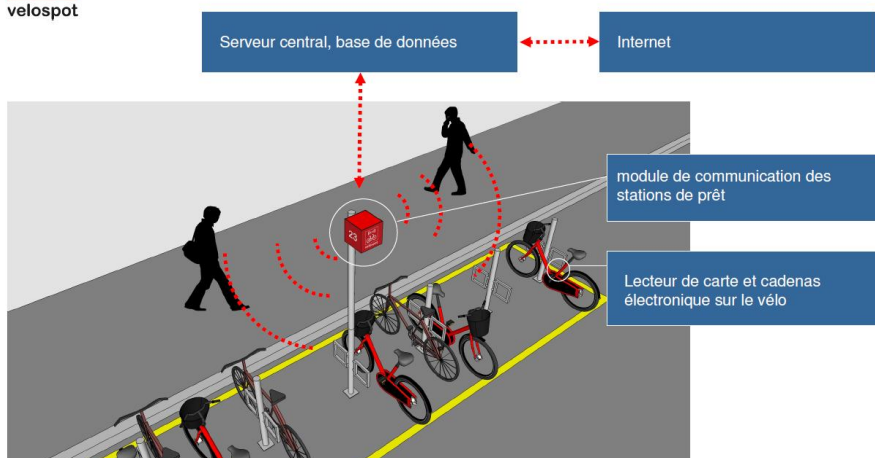 velospot
Serveur central, base de données
Internet
module de communication des
stations de prêt
23
Lecteur de carte et cadenas
électronique sur le vélo